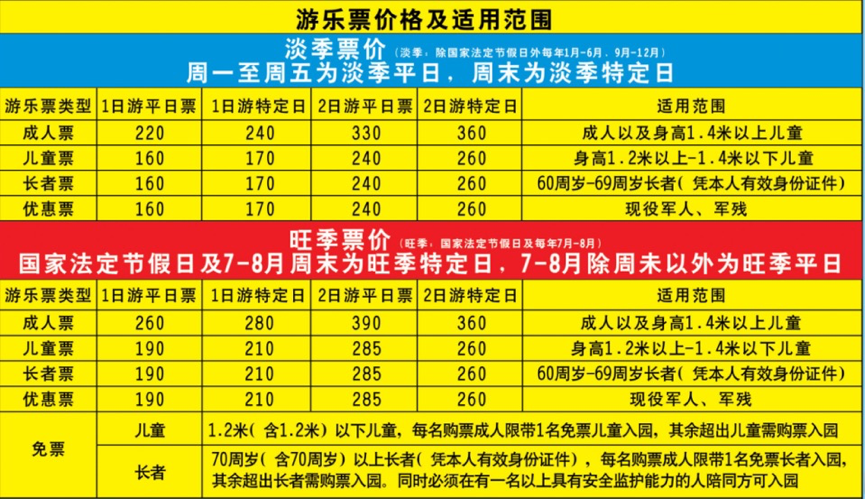 游乐票价格及适用范围
淡季票价(淡季:除国家法定节假日外每年1月-6月、9月-12月)
周一至周五为淡季平日,周末为淡季特定日
游乐票类型 1日游平日票 1日游特定日 2日游平日票 2日游特定日 适用范围
成人票 220 240 330 360 成人以及身高1.4米以上儿童
儿童票 160 170 240 260 身高1.2米以上-1.4米以下儿童
长者票 160 170 240 260 60周岁-69周岁长者(凭本人有效身份证件)
优惠票 160 170 240 260 现役军人、军残
旺季票价(旺季:国家法定节假日及每年7月-8月)
国家法定节假日及7-8月周末为旺季特定日,7-8月除周未以外为旺季平日
游乐票类型 1日游平日票 1日游特定日 2日游平日票 2日游特定日 适用范围
成人票 260 280 390 360 成人以及身高1.4米以上儿童
儿童票 190 210 285 260 身高1.2米以上-1.4米以下儿童
长者票 190 210 285 260 60周岁-69周岁长者(凭本人有效身份证件)
优惠票 190 210 285 260 现役军人、军残
免票
儿童 1.2米(含1.2米)以下儿童,每名购票成人限带1名免票儿童入园,其余超出儿童需购票入园
长者 70周岁(含70周岁)以上长者(凭本人有效身份证件),每名购票成人限带1名免票长者入园,
其余超出长者需购票入园。同时必须在有一名以上具有安全监护能力的人陪同方可入园